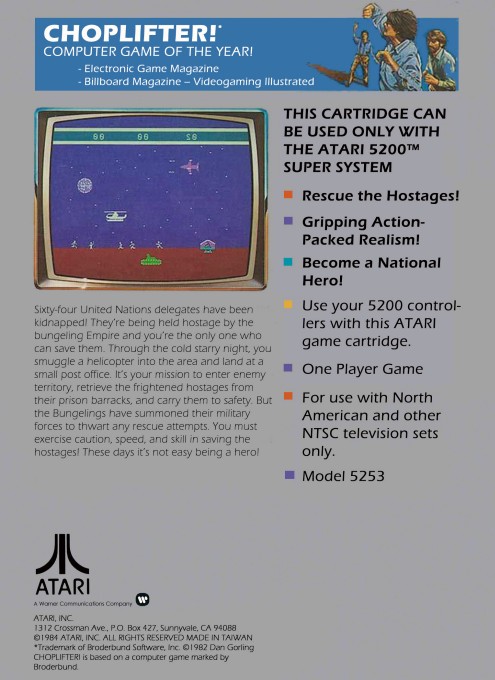 CHOPLIFTER!*
COMPUTER GAME OF THE YEAR!
- Electronic Game Magazine
- Billboard Magazine – Videogaming Illustrated
THIS CARTRIDGE CAN
BE USED ONLY WITH
THE ATARI 5200™
SUPER SYSTEM
Rescue the Hostages!
Gripping Action-
Packed Realism!
Become a National
Hero!
Use your 5200 control-
lers with this ATARI
game cartridge.
One Player Game
For use with North
American and other
NTSC television sets
only.
Model 5253
Sixty-four United Nations delegates have been
kidnapped! They're being held hostage by the
bungeling Empire and you're the only one who
can save them. Through the cold starry night, you
smuggle a helicopter into the area and land at a
small post office. It's your mission to enter enemy
territory, retrieve the frightened hostages from
their prison barracks, and carry them to safety. But
the Bungelings have summoned their military
forces to thwart any rescue attempts. You must
exercise caution, speed, and skill in saving the
hostages! These days it's not easy being a hero!
ATARI
A Warner Communications Company
ATARI, INC.
1312 Crossman Ave., P.O. Box 427, Sunnyvale, CA 94088
©1984 ATARI, INC. ALL RIGHTS RESERVED MADE IN TAIWAN
*Trademark of Broderbund Software, Inc. ©1982 Dan Gorling
CHOPLIFTER! is based on a computer game marked by
Broderbund.